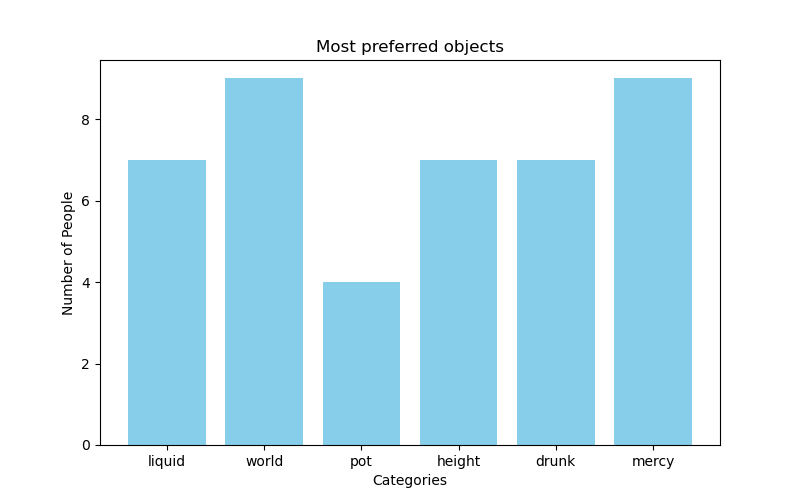 Most preferred objects
Number of People
8
6
4
2
0
liquid world pot height drunk mercy
Categories